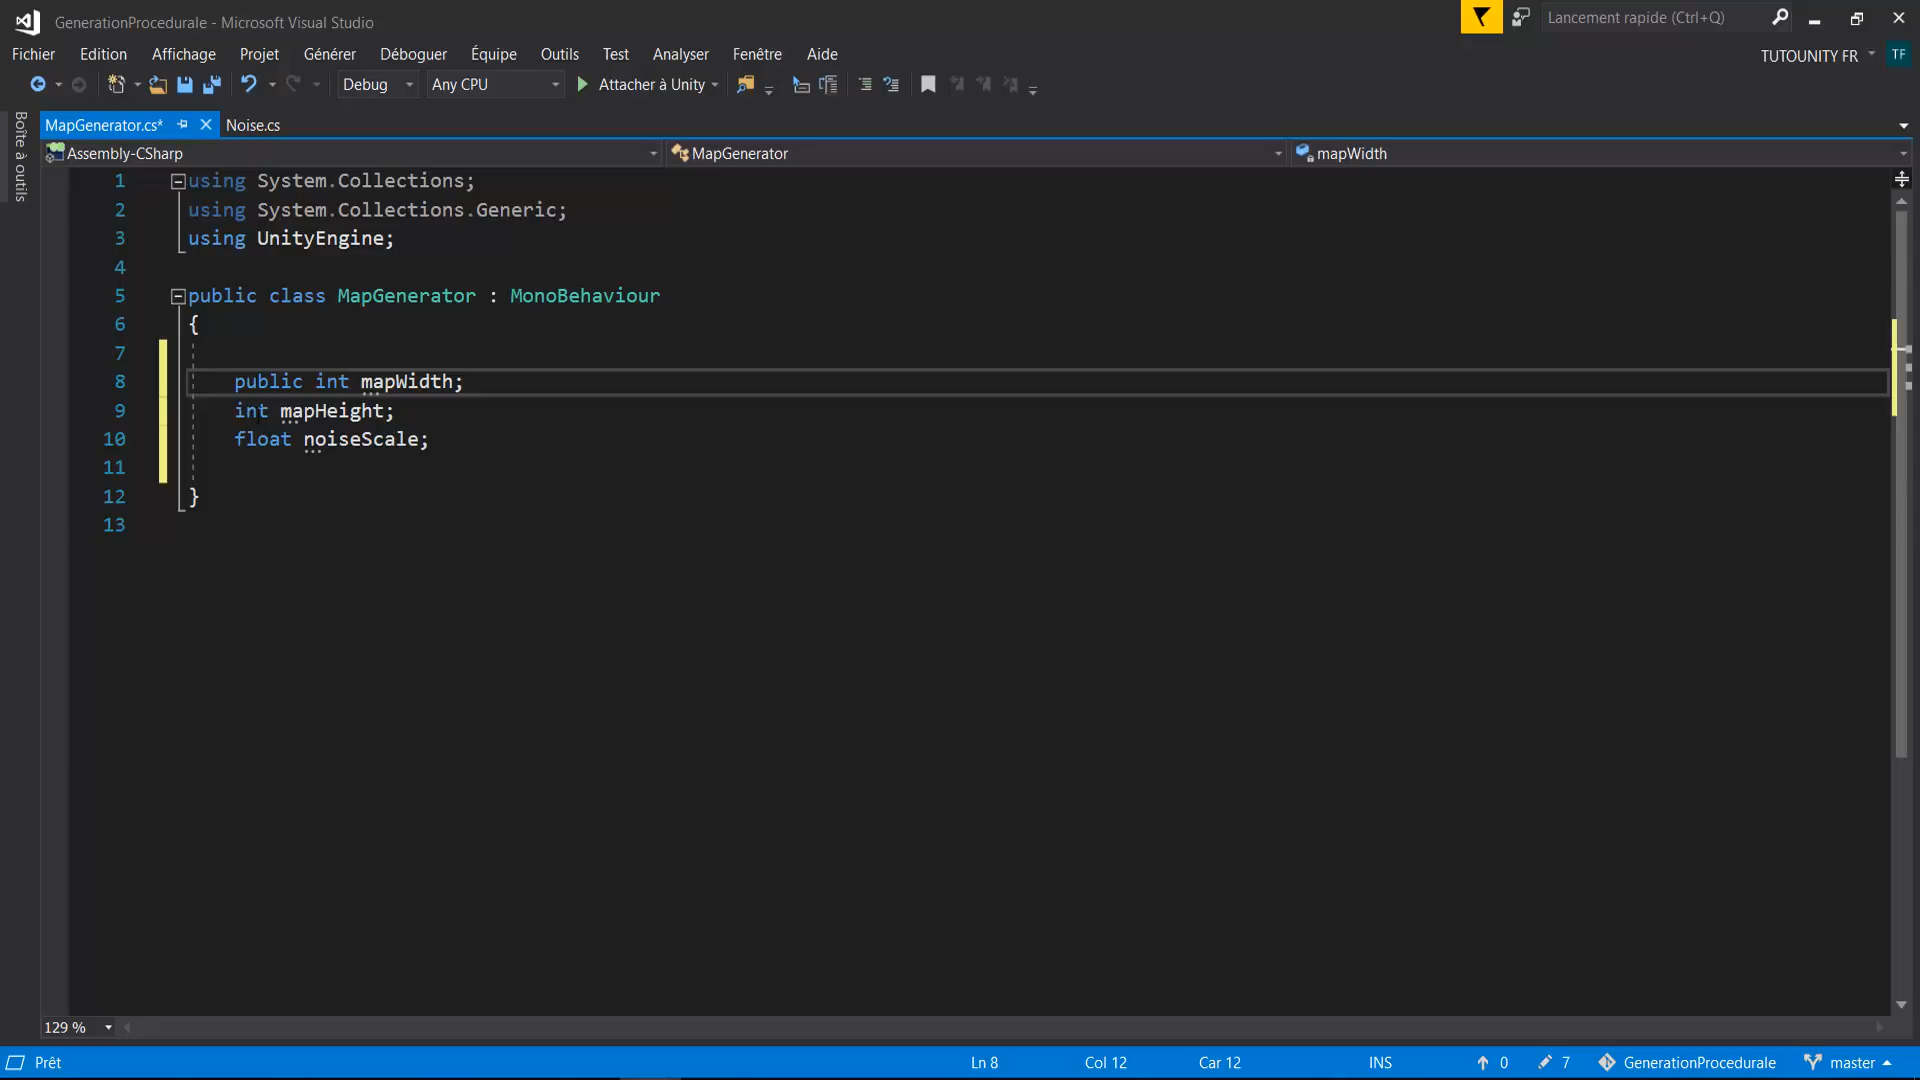 GenerationProcedurale - Microsoft Visual Studio
Lancement rapide (Ctrl+Q)
Fichier Edition Affichage Projet Générer Déboguer Équipe Outils Test Analyser Fenêtre Aide
TUTOUNITY FR TF
Debug Any CPU Attacher à Unity
Boîte à outils
MapGenerator.cs* Noise.cs
Assembly-CSharp MapGenerator mapWidth
1 using System.Collections;
2 using System.Collections.Generic;
3 using UnityEngine;
4
5 public class MapGenerator : MonoBehaviour
6 {
7
8 public int mapWidth;
9 int mapHeight;
10 float noiseScale;
11
12 }
13
129 %
Prêt Ln 8 Col 12 Car 12 INS 0 7 GenerationProcedurale master